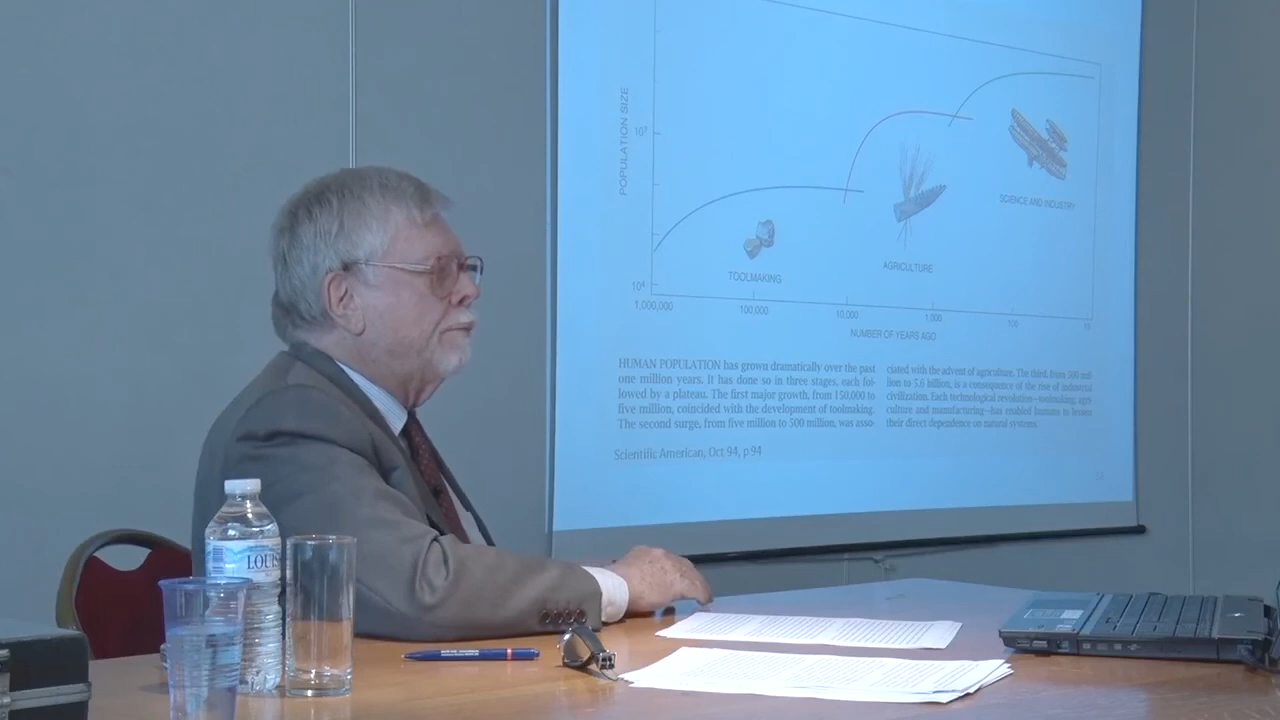 POPULATION SIZE
10⁷
SCIENCE AND INDUSTRY
AGRICULTURE
TOOLMAKING
10⁴
1,000,000
100,000
10,000
1,000
100
10
NUMBER OF YEARS AGO
HUMAN POPULATION has grown dramatically over the past
one million years. It has done so in three stages, each fol-
lowed by a plateau. The first major growth, from 150,000 to
five million, coincided with the development of toolmaking.
The second surge, from five million to 500 million, was asso-
ciated with the advent of agriculture. The third, from 500 mil-
lion to 5.6 billion, is a consequence of the rise of industrial
civilization. Each technological revolution—toolmaking, agri-
culture and manufacturing—has enabled humans to lessen
their direct dependence on natural systems.
Scientific American, Oct 94, p94
LOUIS